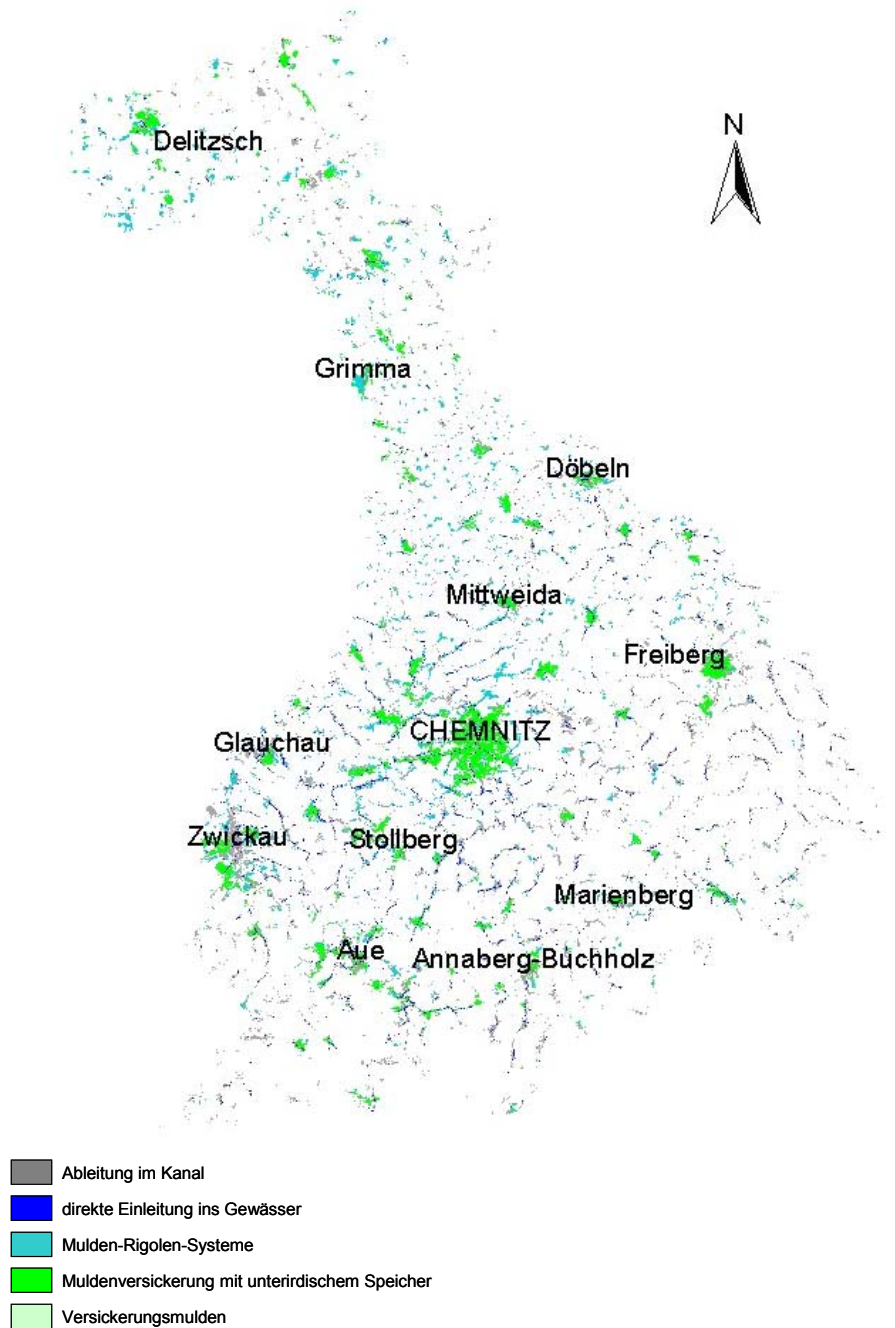 N
Delitzsch
Grimma
Döbeln
Mittweida
Freiberg
CHEMNITZ
Glauchau
Zwickau
Stollberg
Marienberg
Aue
Annaberg-Buchholz
Ableitung im Kanal
direkte Einleitung ins Gewässer
Mulden-Rigolen-Systeme
Muldenversickerung mit unterirdischem Speicher
Versickerungsmulden